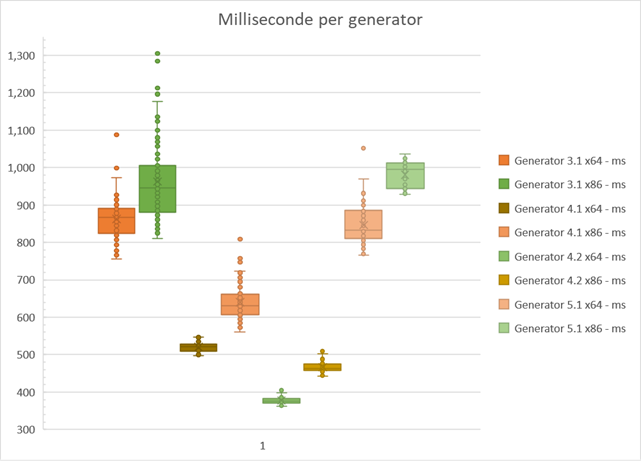 Milliseconde per generator
1,300
1,200
1,100
1,000
900
800
700
600
500
400
300
1
Generator 3.1 x64 - ms
Generator 3.1 x86 - ms
Generator 4.1 x64 - ms
Generator 4.1 x86 - ms
Generator 4.2 x64 - ms
Generator 4.2 x86 - ms
Generator 5.1 x64 - ms
Generator 5.1 x86 - ms